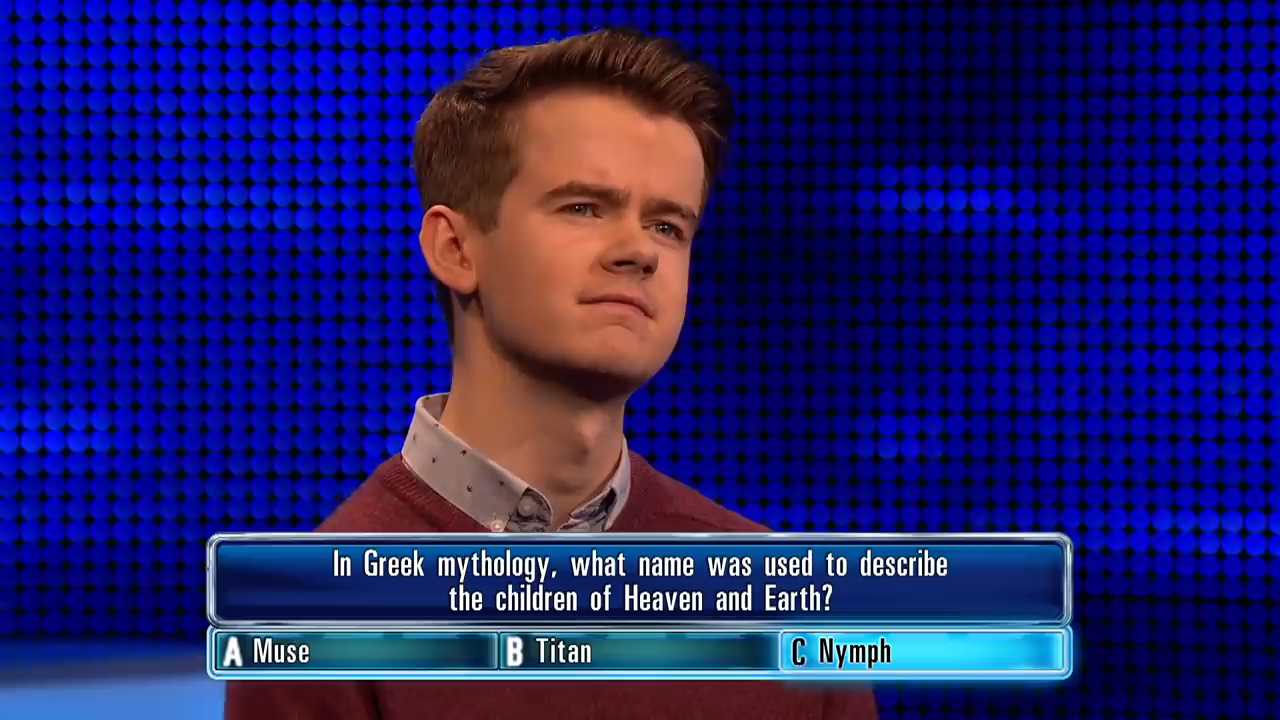 In Greek mythology, what name was used to describe
the children of Heaven and Earth?
A Muse B Titan C Nymph